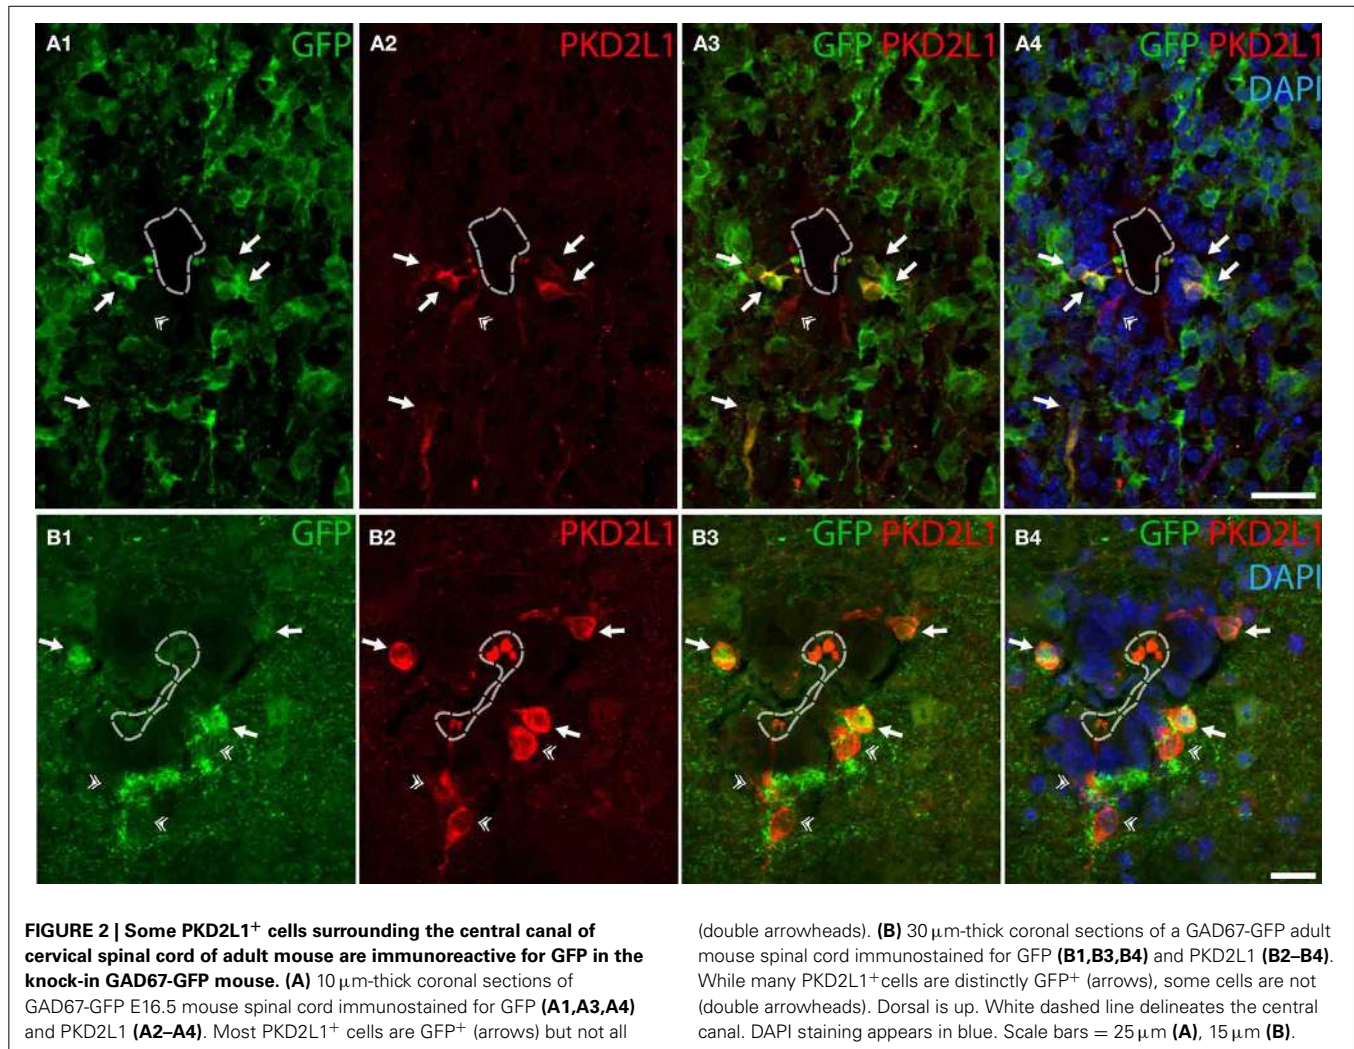 A1 GFP
A2 PKD2L1
A3 GFP PKD2L1
A4 GFP PKD2L1
DAPI
B1 GFP
B2 PKD2L1
B3 GFP PKD2L1
B4 GFP PKD2L1
DAPI
FIGURE 2 | Some PKD2L1+ cells surrounding the central canal of
cervical spinal cord of adult mouse are immunoreactive for GFP in the
knock-in GAD67-GFP mouse. (A) 10 μm-thick coronal sections of
GAD67-GFP E16.5 mouse spinal cord immunostained for GFP (A1,A3,A4)
and PKD2L1 (A2–A4). Most PKD2L1+ cells are GFP+ (arrows) but not all
(double arrowheads). (B) 30 μm-thick coronal sections of a GAD67-GFP adult
mouse spinal cord immunostained for GFP (B1,B3,B4) and PKD2L1 (B2–B4).
While many PKD2L1+cells are distinctly GFP+ (arrows), some cells are not
(double arrowheads). Dorsal is up. White dashed line delineates the central
canal. DAPI staining appears in blue. Scale bars = 25 μm (A), 15 μm (B).